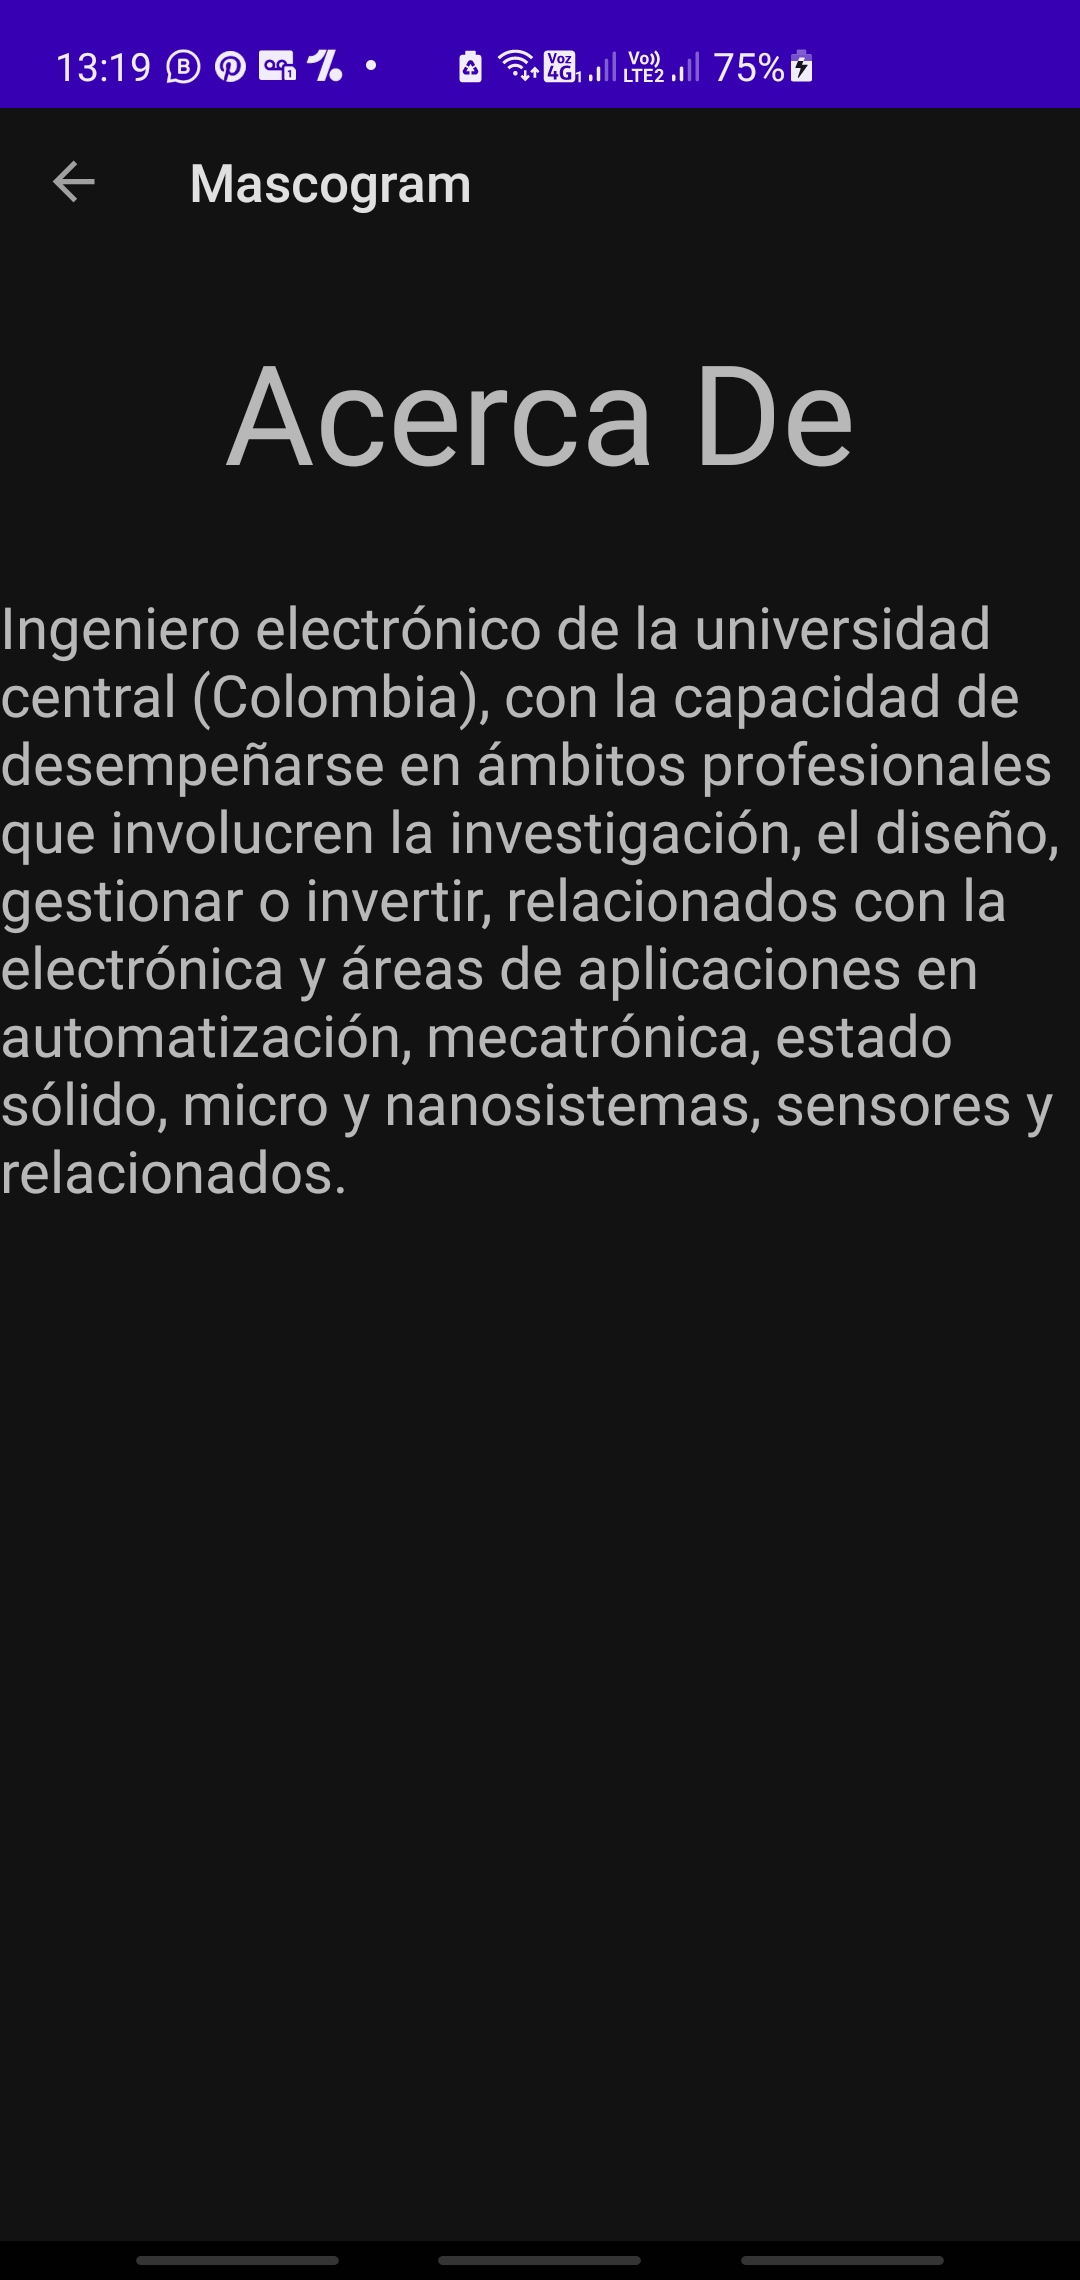 13:19 75%
Voz 4G 1 Vo)) LTE2
Mascogram
Acerca De
Ingeniero electrónico de la universidad
central (Colombia), con la capacidad de
desempeñarse en ámbitos profesionales
que involucren la investigación, el diseño,
gestionar o invertir, relacionados con la
electrónica y áreas de aplicaciones en
automatización, mecatrónica, estado
sólido, micro y nanosistemas, sensores y
relacionados.